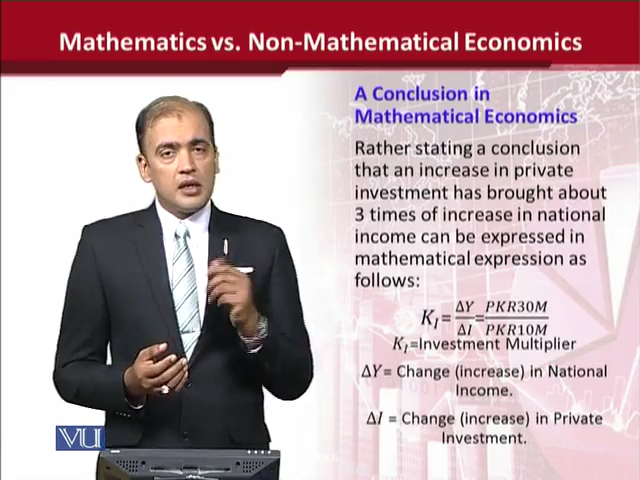 Mathematics vs. Non-Mathematical Economics
A Conclusion in
Mathematical Economics
Rather stating a conclusion
that an increase in private
investment has brought about
3 times of increase in national
income can be expressed in
mathematical expression as
follows:
K_I = ΔY/ΔI = PKR30M/PKR10M
K_I=Investment Multiplier
ΔY = Change (increase) in National
Income.
ΔI = Change (increase) in Private
Investment.
VU